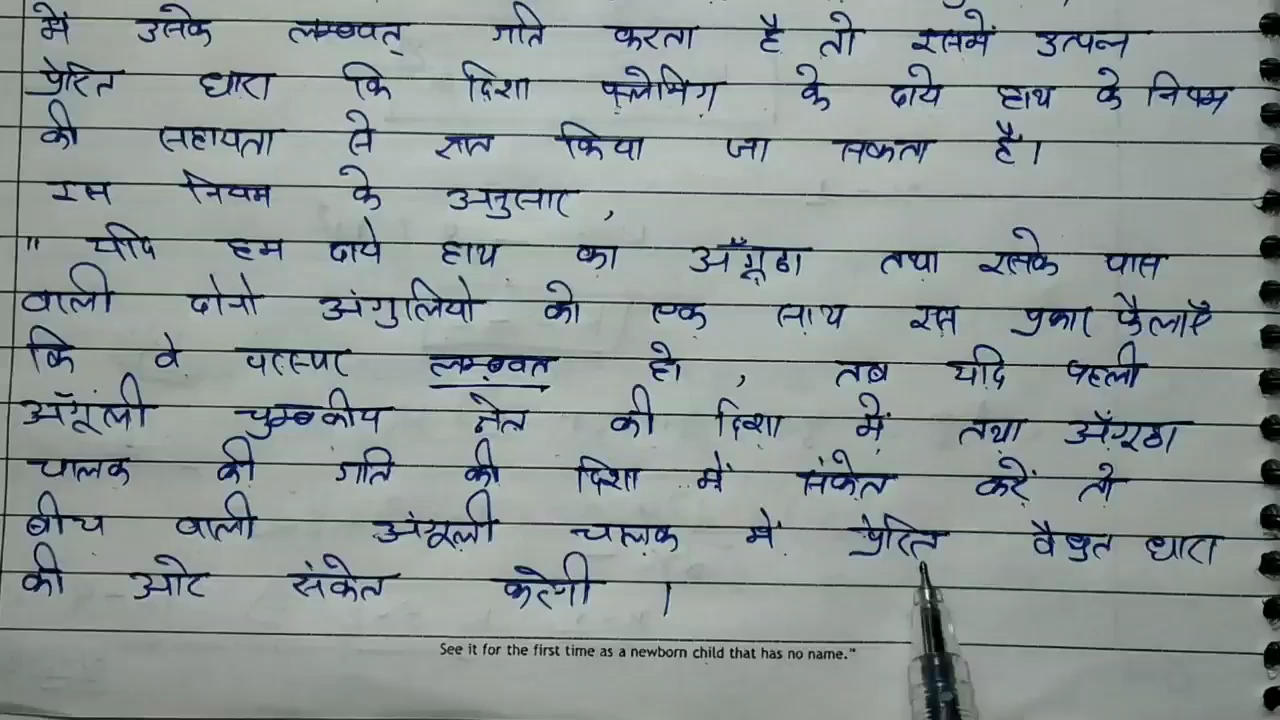 में उसके लम्बवत् गति करता है तो इसमें उत्पन्न
प्रेरित धारा कि दिशा फ्लेमिंग के दाये हाथ के नियम
की सहायता से ज्ञात किया जा सकता है।
इस नियम के अनुसार,
" यदि हम दाये हाथ का अँगूठा तथा इसके पास
वाली दोनो अंगुलियो को एक साथ इस प्रकार फैलाएँ
कि वे परस्पर लम्बवत हो, तब यदि पहली
अँगूली चुम्बकीय क्षेत्र की दिशा में तथा अँगूठा
चालक की गति की दिशा में संकेत करें तो
बीच वाली अंगूली चालक में प्रेरित वैधुत धारा
की ओर संकेत करेगी।
See it for the first time as a newborn child that has no name."